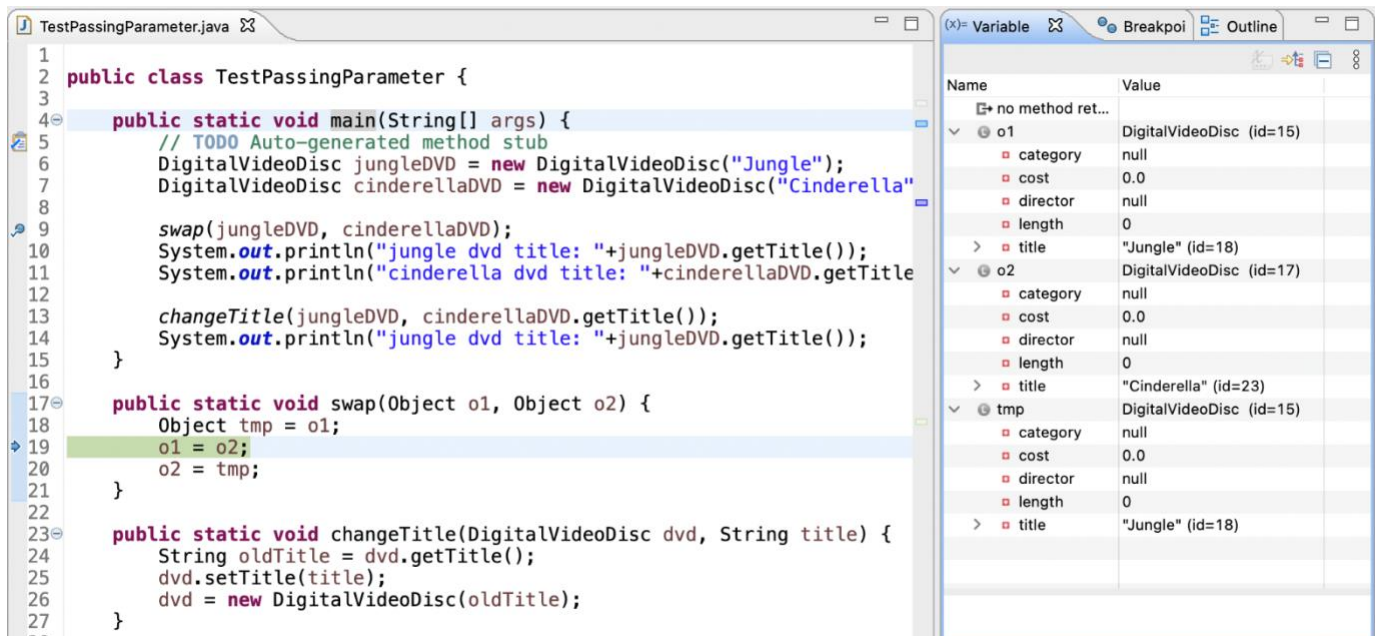 TestPassingParameter.java
1
2 public class TestPassingParameter {
3
4 public static void main(String[] args) {
5 // TODO Auto-generated method stub
6 DigitalVideoDisc jungleDVD = new DigitalVideoDisc("Jungle");
7 DigitalVideoDisc cinderellaDVD = new DigitalVideoDisc("Cinderella"
8
9 swap(jungleDVD, cinderellaDVD);
10 System.out.println("jungle dvd title: "+jungleDVD.getTitle());
11 System.out.println("cinderella dvd title: "+cinderellaDVD.getTitle
12
13 changeTitle(jungleDVD, cinderellaDVD.getTitle());
14 System.out.println("jungle dvd title: "+jungleDVD.getTitle());
15 }
16
17 public static void swap(Object o1, Object o2) {
18 Object tmp = o1;
19 o1 = o2;
20 o2 = tmp;
21 }
22
23 public static void changeTitle(DigitalVideoDisc dvd, String title) {
24 String oldTitle = dvd.getTitle();
25 dvd.setTitle(title);
26 dvd = new DigitalVideoDisc(oldTitle);
27 }
(x)= Variable Breakpoi Outline
Name Value
no method ret...
o1 DigitalVideoDisc (id=15)
category null
cost 0.0
director null
length 0
title "Jungle" (id=18)
o2 DigitalVideoDisc (id=17)
category null
cost 0.0
director null
length 0
title "Cinderella" (id=23)
tmp DigitalVideoDisc (id=15)
category null
cost 0.0
director null
length 0
title "Jungle" (id=18)